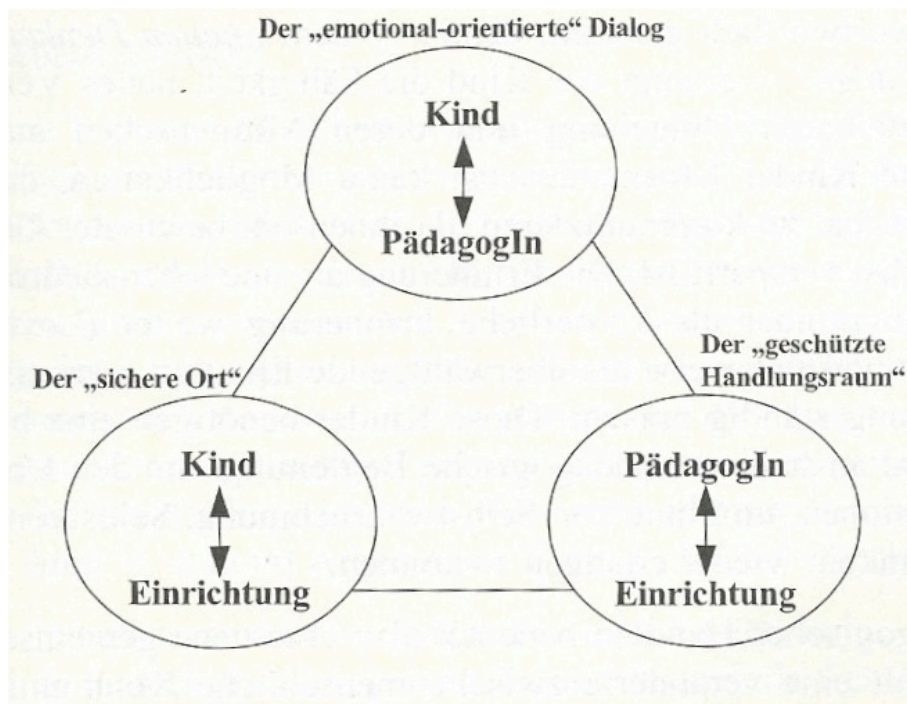 Der „emotional-orientierte“ Dialog
Kind
PädagogIn
Der „sichere Ort“
Kind
Einrichtung
Der „geschützte
Handlungsraum“
PädagogIn
Einrichtung